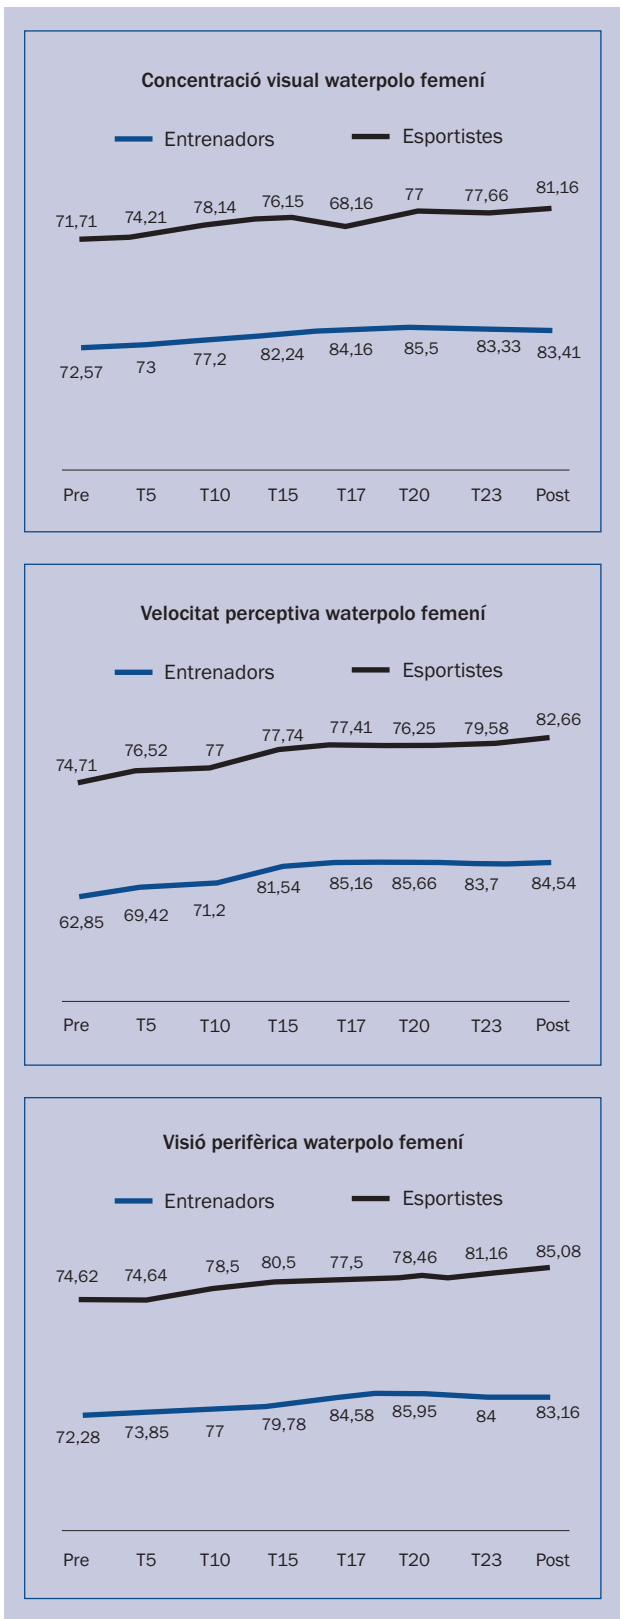 Concentració visual waterpolo femení
Entrenadors Esportistes
71,71 74,21 78,14 76,15 68,16 77 77,66 81,16
72,57 73 77,2 82,24 84,16 85,5 83,33 83,41
Pre T5 T10 T15 T17 T20 T23 Post
Velocitat perceptiva waterpolo femení
Entrenadors Esportistes
74,71 76,52 77 77,74 77,41 76,25 79,58 82,66
62,85 69,42 71,2 81,54 85,16 85,66 83,7 84,54
Pre T5 T10 T15 T17 T20 T23 Post
Visió perifèrica waterpolo femení
Entrenadors Esportistes
74,62 74,64 78,5 80,5 77,5 78,46 81,16 85,08
72,28 73,85 77 79,78 84,58 85,95 84 83,16
Pre T5 T10 T15 T17 T20 T23 Post